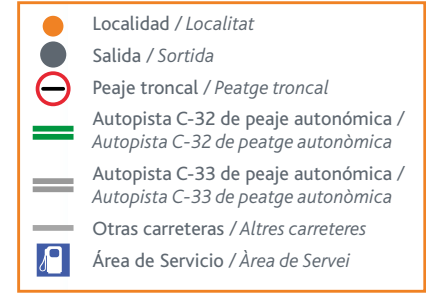 Localidad / Localitat
Salida / Sortida
Peaje troncal / Peatge troncal
Autopista C-32 de peaje autonómica /
Autopista C-32 de peatge autonòmica
Autopista C-33 de peaje autonómica /
Autopista C-33 de peatge autonòmica
Otras carreteras / Altres carreteres
Área de Servicio / Àrea de Servei